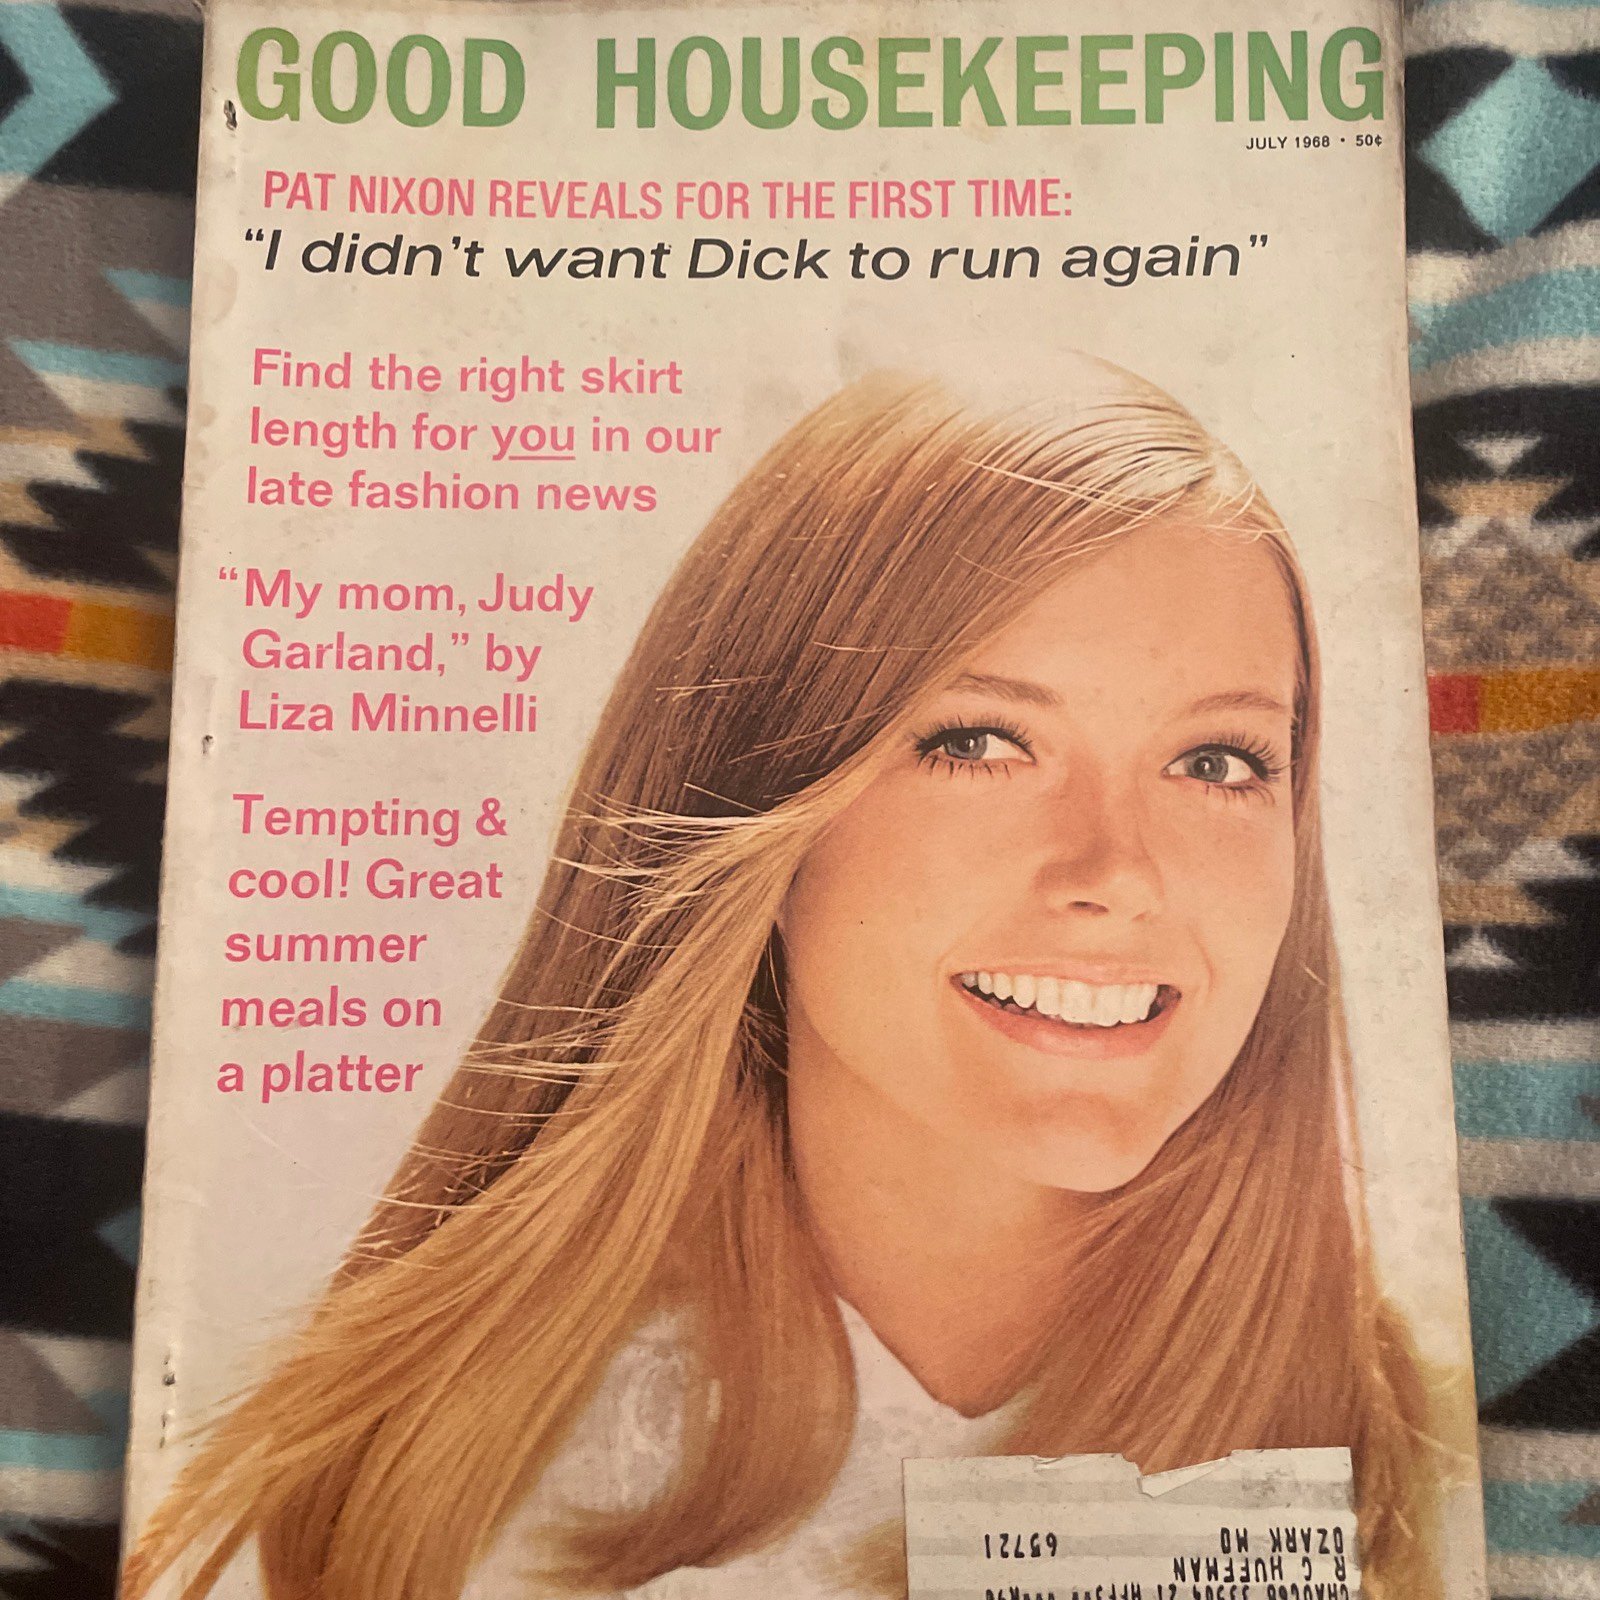 GOOD HOUSEKEEPING
JULY 1968 • 50¢
PAT NIXON REVEALS FOR THE FIRST TIME:
“I didn’t want Dick to run again”
Find the right skirt
length for you in our
late fashion news
“My mom, Judy
Garland,” by
Liza Minnelli
Tempting &
cool! Great
summer
meals on
a platter
R C HUFFMAN
OZARK MO 65721